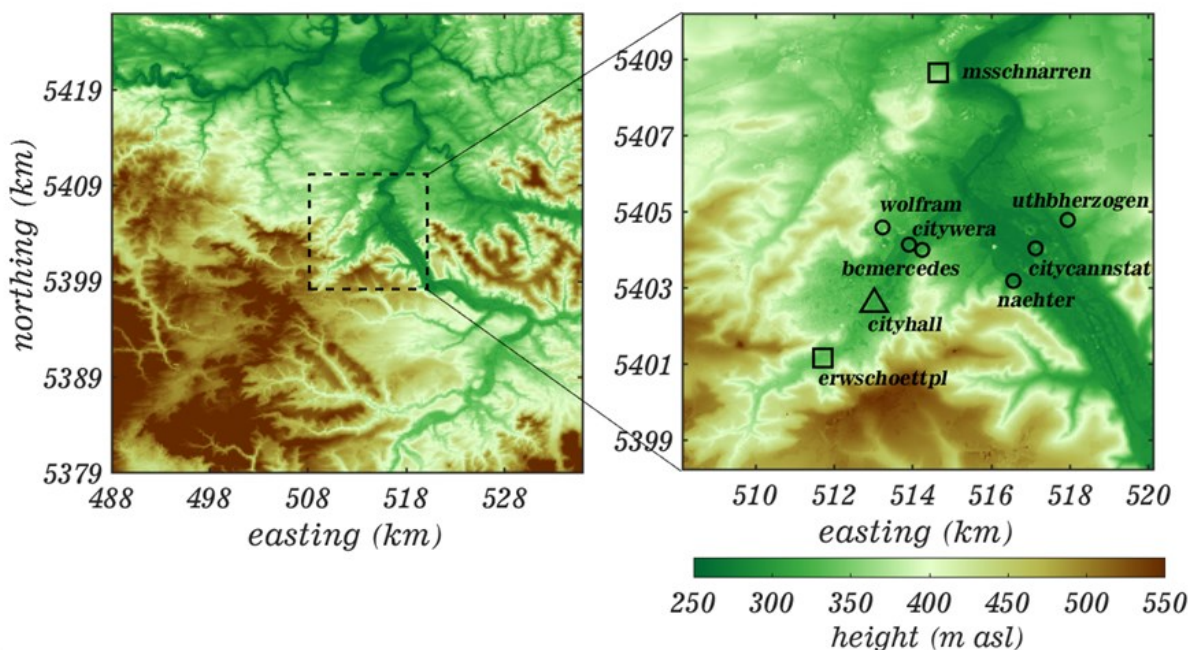 5419
5409
5399
5389
5379
northing (km)
488 498 508 518 528
easting (km)
5409
5407
5405
5403
5401
5399
msschnarren
uthbherzogen
wolfram
citywera
bcmercedes
citycannstat
naehter
cityhall
erwschoettpl
510 512 514 516 518 520
easting (km)
250 300 350 400 450 500 550
height (m asl)